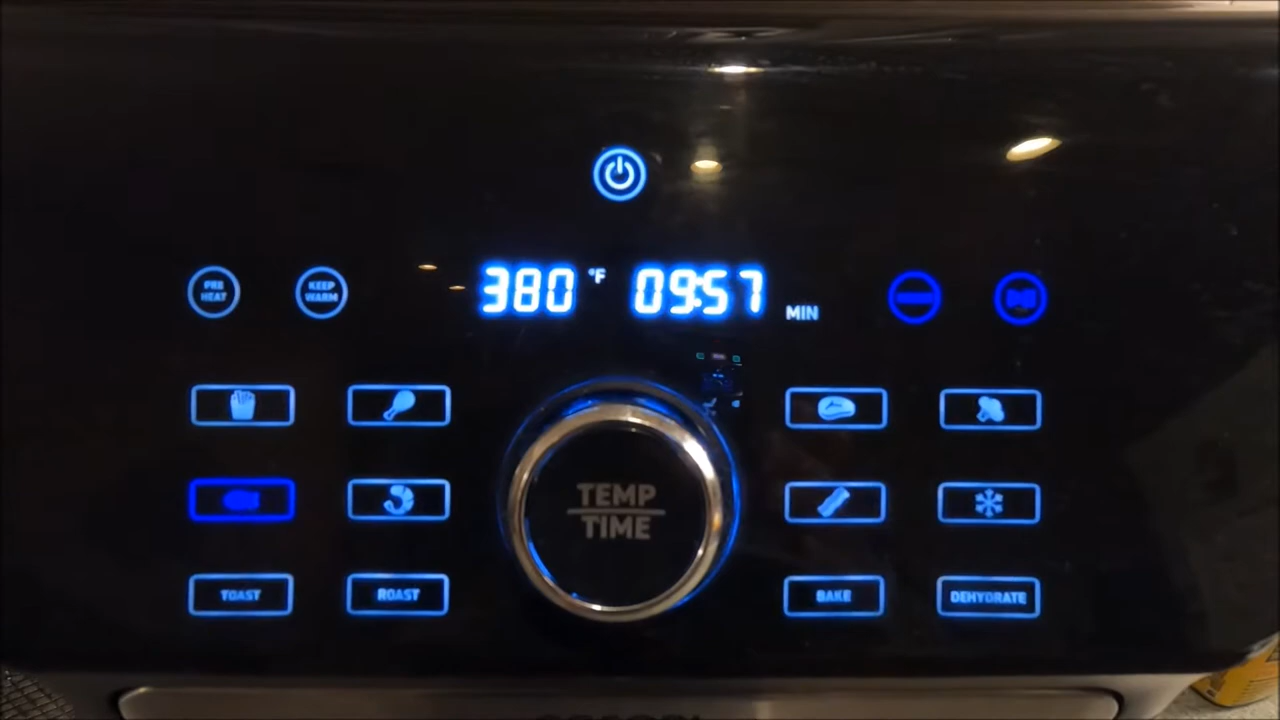 PRE
HEAT
KEEP
WARM
380 °F 09:57 MIN
TEMP
TIME
TOAST
ROAST
BAKE
DEHYDRATE